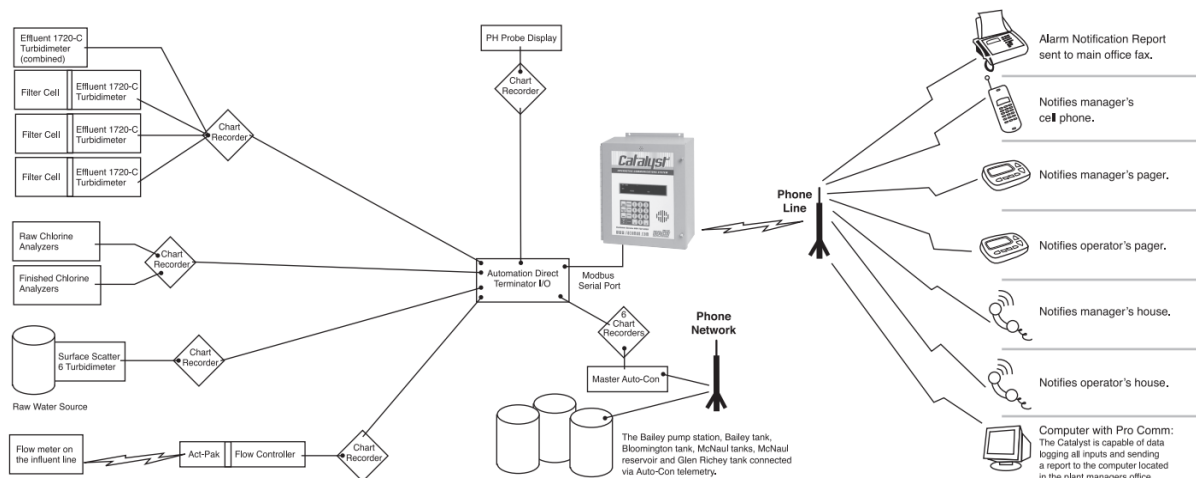 Effluent 1720-C
Turbidimeter
(combined)
Filter Cell
Effluent 1720-C
Turbidimeter
Filter Cell
Effluent 1720-C
Turbidimeter
Filter Cell
Effluent 1720-C
Turbidimeter
Chart
Recorder
Raw Chlorine
Analyzers
Finished Chlorine
Analyzers
Chart
Recorder
Surface Scatter
6 Turbidimeter
Chart
Recorder
Raw Water Source
Flow meter on
the influent line
Act-Pak
Flow Controller
Chart
Recorder
PH Probe Display
Chart
Recorder
Catalyst
Automation Direct
Terminator I/O
Modbus
Serial Port
6
Chart
Recorders
Master Auto-Con
Phone
Network
The Bailey pump station, Bailey tank,
Bloomington tank, McNaul tanks, McNaul
reservoir and Glen Richey tank connected
via Auto-Con telemetry.
Phone
Line
Alarm Notification Report
sent to main office fax.
Notifies manager's
cell phone.
Notifies manager's pager.
Notifies operator's pager.
Notifies manager's house.
Notifies operator's house.
Computer with Pro Comm:
The Catalyst is capable of data
logging all inputs and sending
a report to the computer located
in the plant managers office.